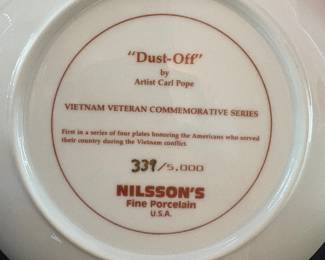 "Dust-Off"
by
Artist Carl Pope
VIETNAM VETERAN COMMEMORATIVE SERIES
First in a series of four plates honoring the Americans who served
their country during the Vietnam conflict
339/5,000
NILSSON'S
Fine Porcelain
U.S.A.